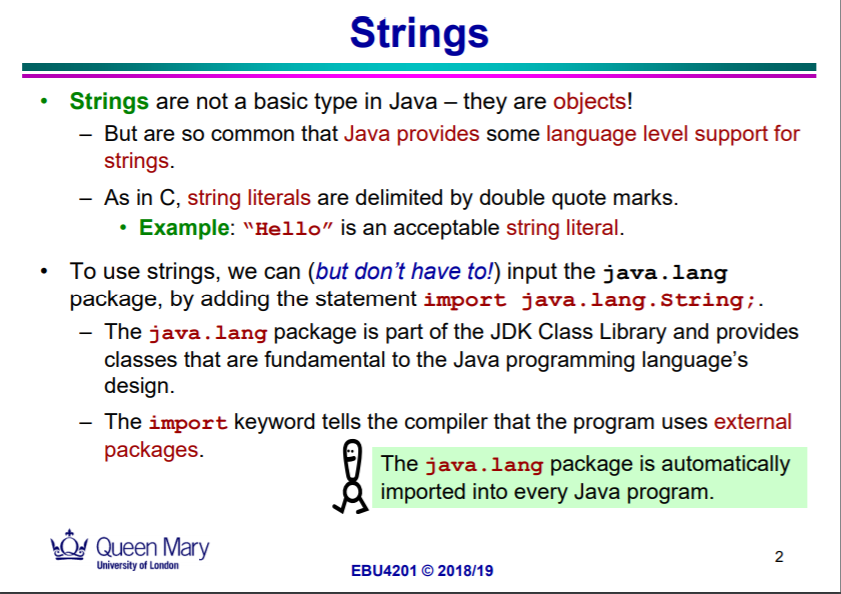 Strings
• Strings are not a basic type in Java – they are objects!
– But are so common that Java provides some language level support for
strings.
– As in C, string literals are delimited by double quote marks.
• Example: “Hello” is an acceptable string literal.
• To use strings, we can (but don’t have to!) input the java.lang
package, by adding the statement import java.lang.String;.
– The java.lang package is part of the JDK Class Library and provides
classes that are fundamental to the Java programming language’s
design.
– The import keyword tells the compiler that the program uses external
packages.
The java.lang package is automatically
imported into every Java program.
Queen Mary
University of London
EBU4201 © 2018/19
2